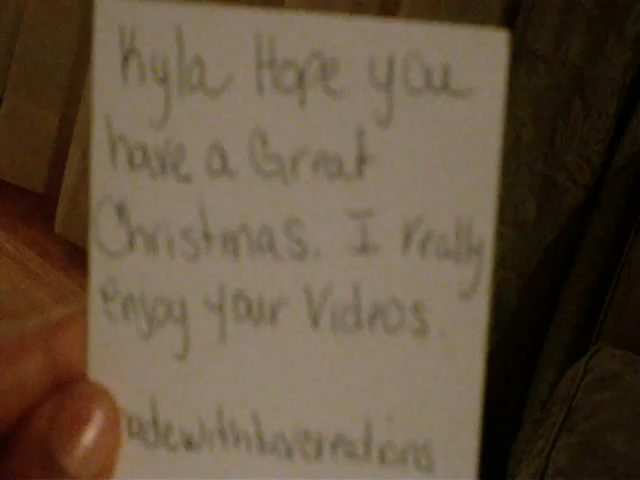 Kyla Hope you
have a Great
Christmas. I really
enjoy your Videos.